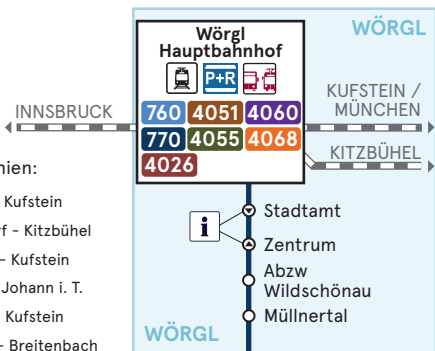 WÖRGL
Wörgl
Hauptbahnhof
P+R
760 4051 4060
770 4055 4068
4026
INNSBRUCK
KUFSTEIN /
MÜNCHEN
KITZBÜHEL
nien:
Kufstein
f - Kitzbühel
- Kufstein
Johann i. T.
Kufstein
- Breitenbach
i
Stadtamt
Zentrum
Abzw
Wildschönau
Müllnertal
WÖRGL